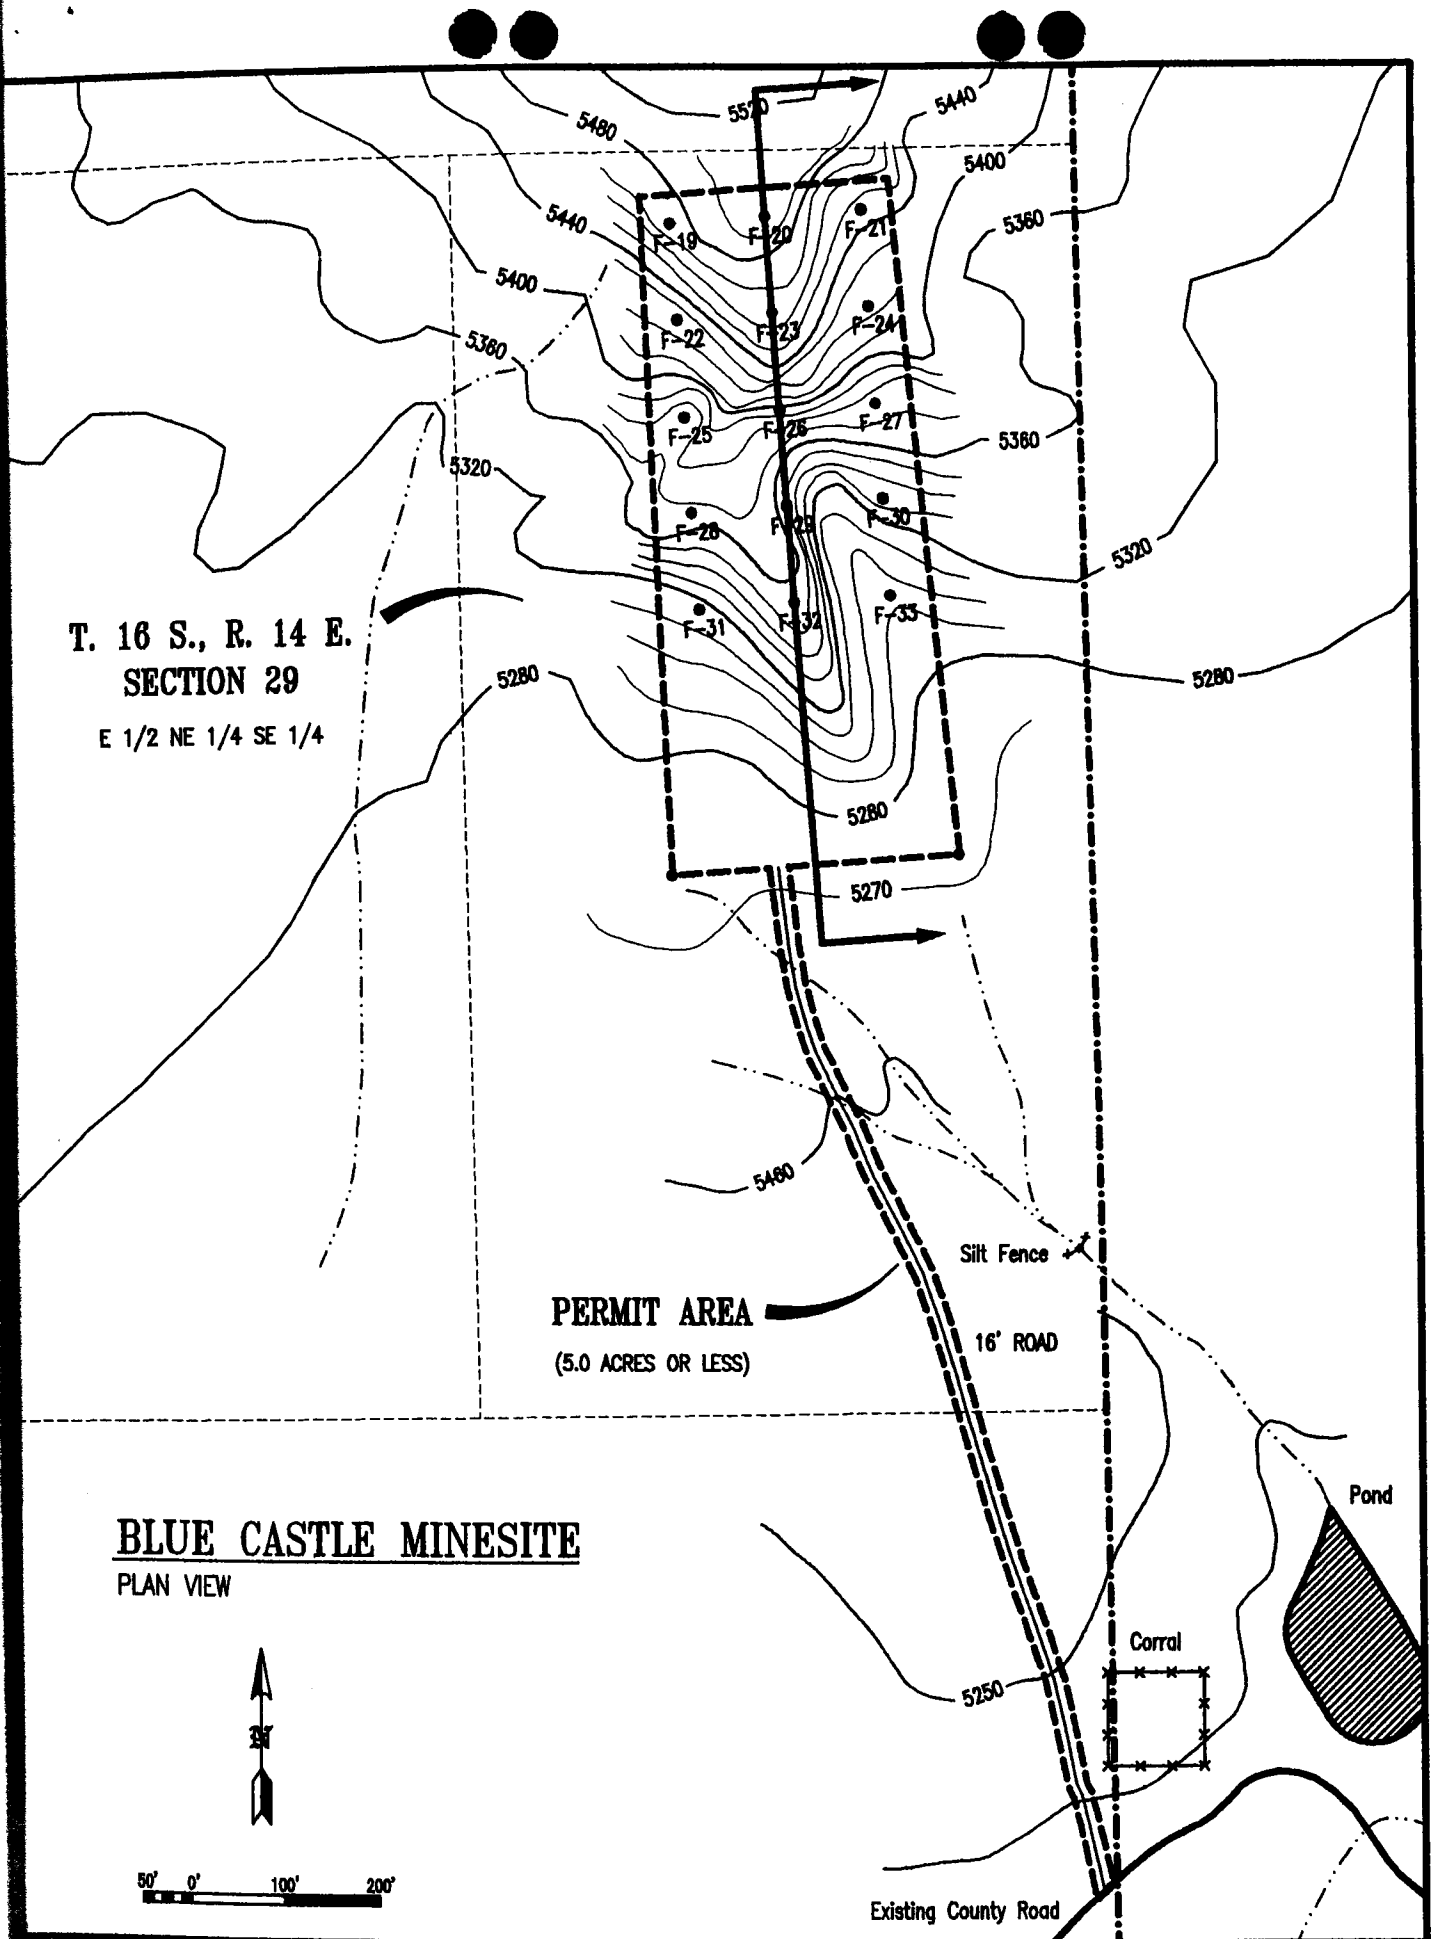 5520
5440
5480
5400
5440
5360
F-19
F-20
F-21
5400
F-22
F-23
F-24
5360
F-25
F-26
F-27
5360
5320
F-28
F-29
F-30
5320
T. 16 S., R. 14 E.
SECTION 29
E 1/2 NE 1/4 SE 1/4
F-31
F-32
F-33
5280
5280
5280
5270
5460
Silt Fence
PERMIT AREA
(5.0 ACRES OR LESS)
16' ROAD
Pond
BLUE CASTLE MINESITE
PLAN VIEW
Corral
5250
N
50' 0' 100' 200'
Existing County Road